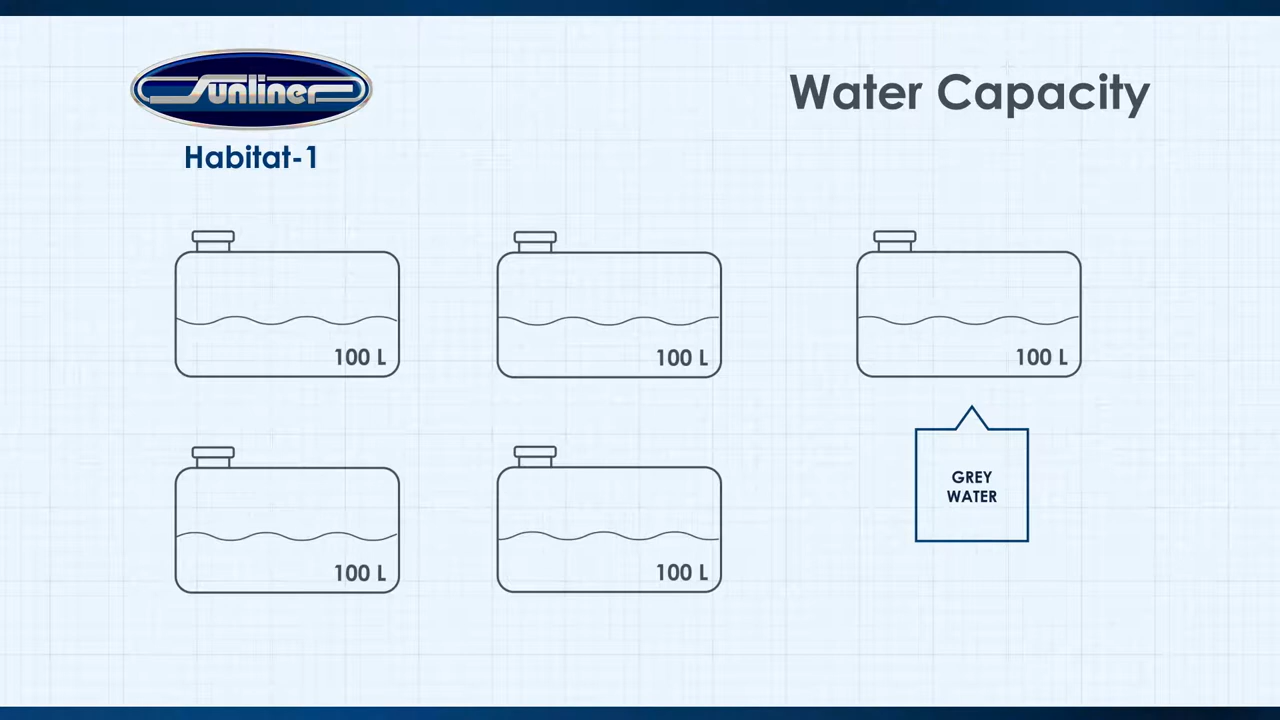 Sunliner
Water Capacity
Habitat-1
100 L
100 L
100 L
GREY
WATER
100 L
100 L